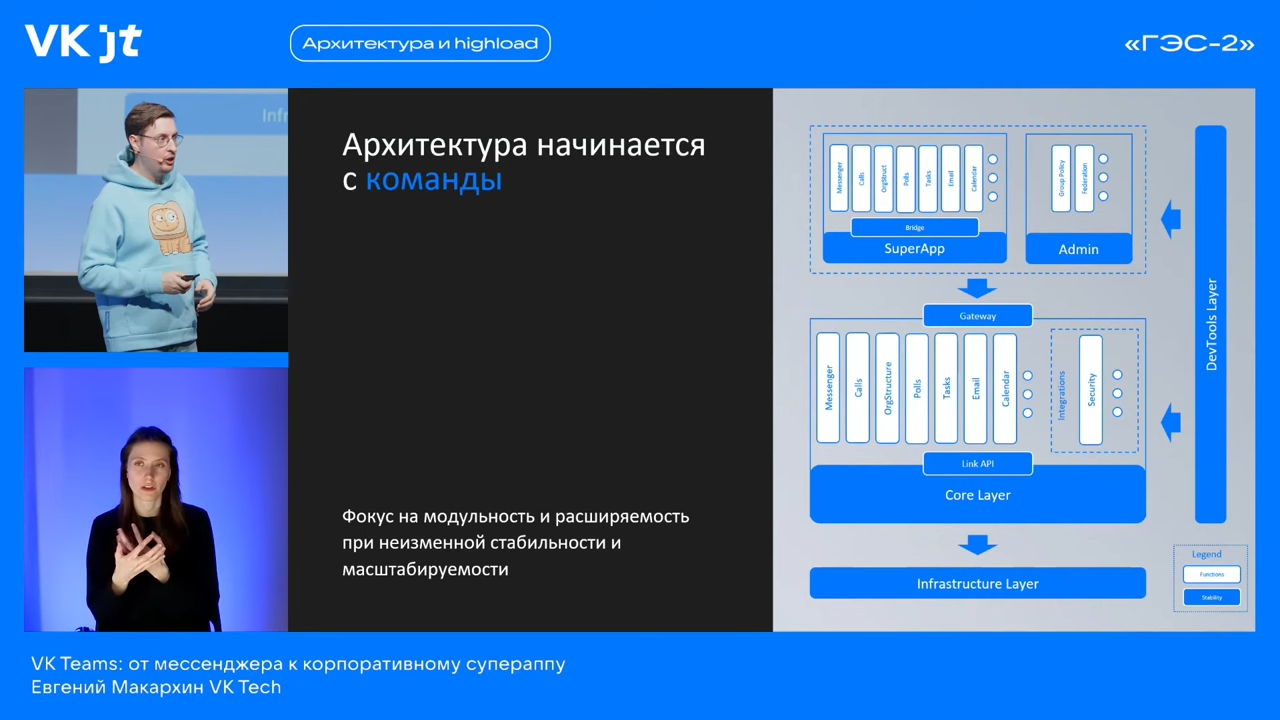 VK jt
Архитектура и highload
«ГЭС-2»
Infr
Архитектура начинается
с команды
Фокус на модульность и расширяемость
при неизменной стабильности и
масштабируемости
Messenger
Calls
OrgStruct
Polls
Tasks
Email
Calendar
Bridge
SuperApp
Group Policy
Federation
Admin
Gateway
Messenger
Calls
OrgStructure
Polls
Tasks
Email
Calendar
Integrations
Security
Link API
Core Layer
Infrastructure Layer
DevTools Layer
Legend
Functions
Stability
VK Teams: от мессенджера к корпоративному супераппу
Евгений Макархин VK Tech